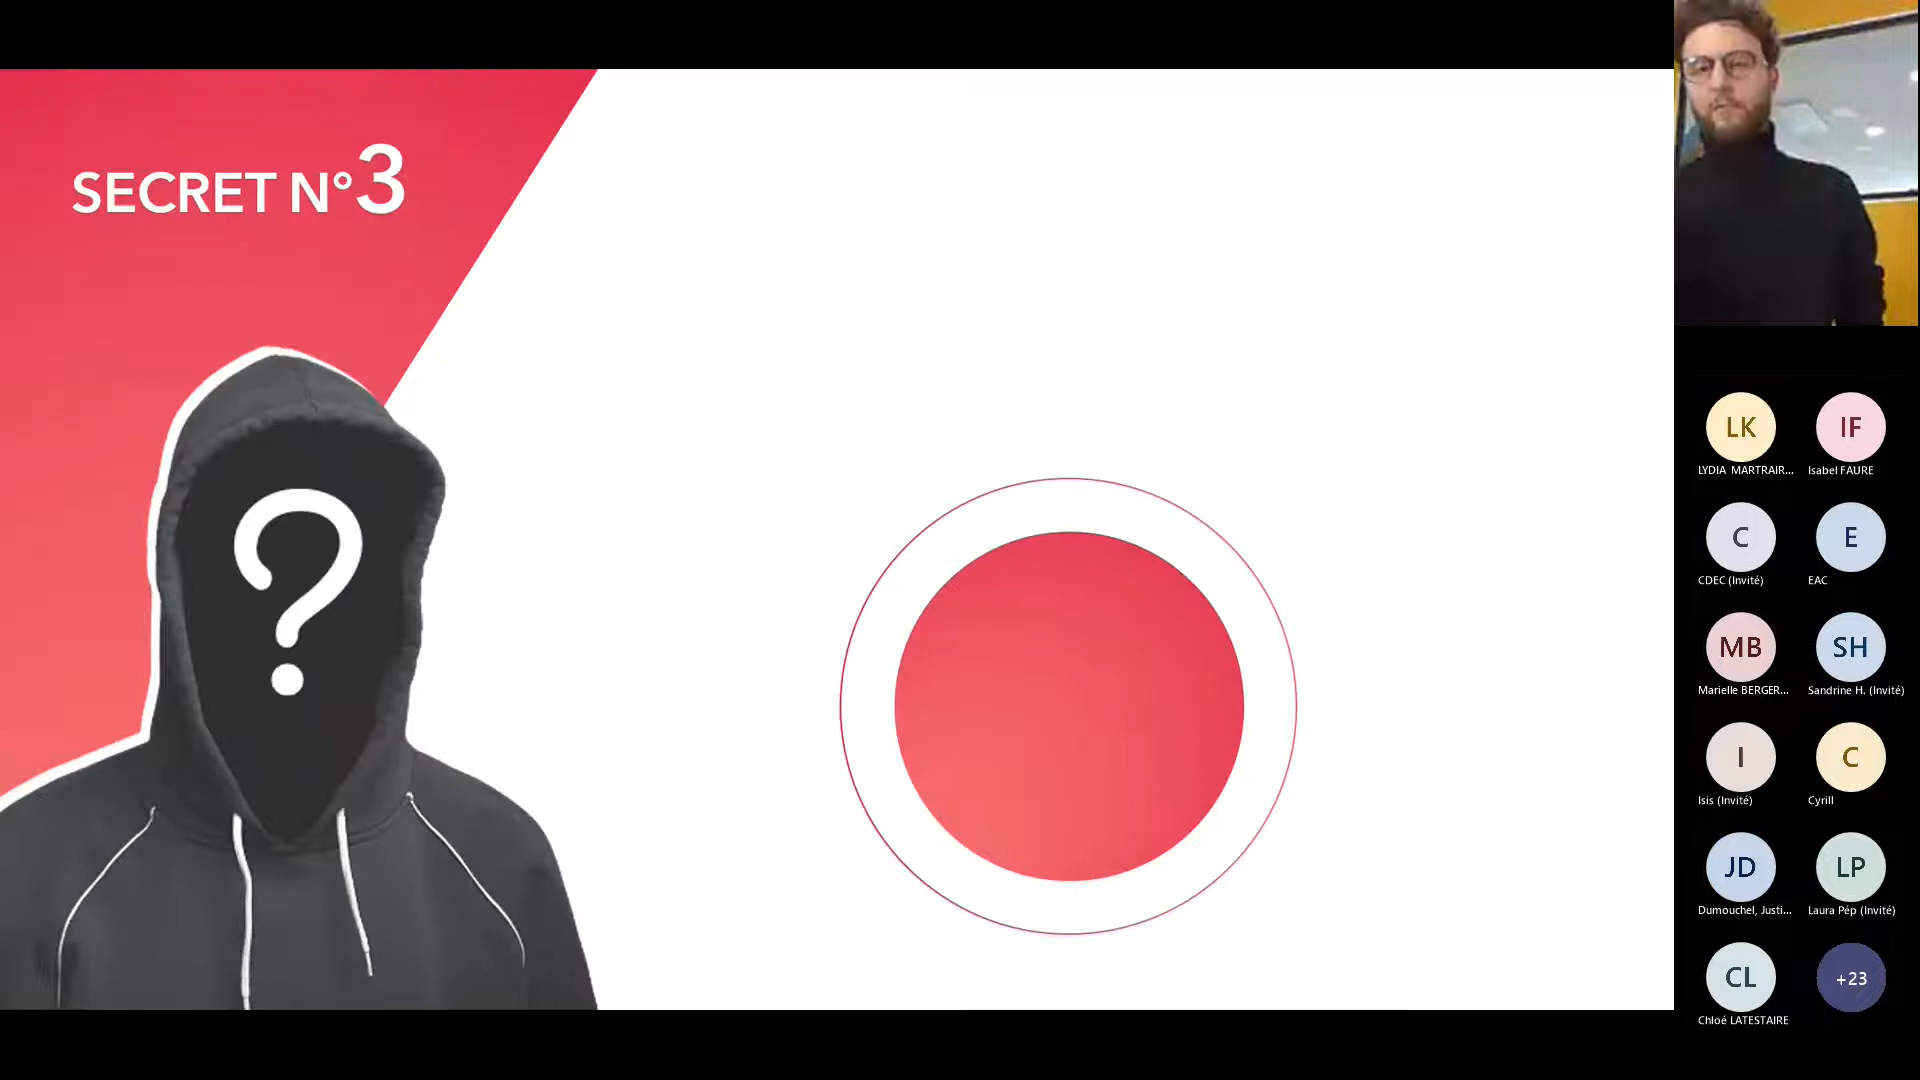 SECRET N°3
?
LK
IF
LYDIA MARTRAIR...
Isabel FAURE
C
E
CDEC (Invité)
EAC
MB
SH
Marielle BERGER...
Sandrine H. (Invité)
I
C
Isis (Invité)
Cyrill
JD
LP
Dumouchel, Justi...
Laura Pép (Invité)
CL
+23
Chloé LATESTAIRE